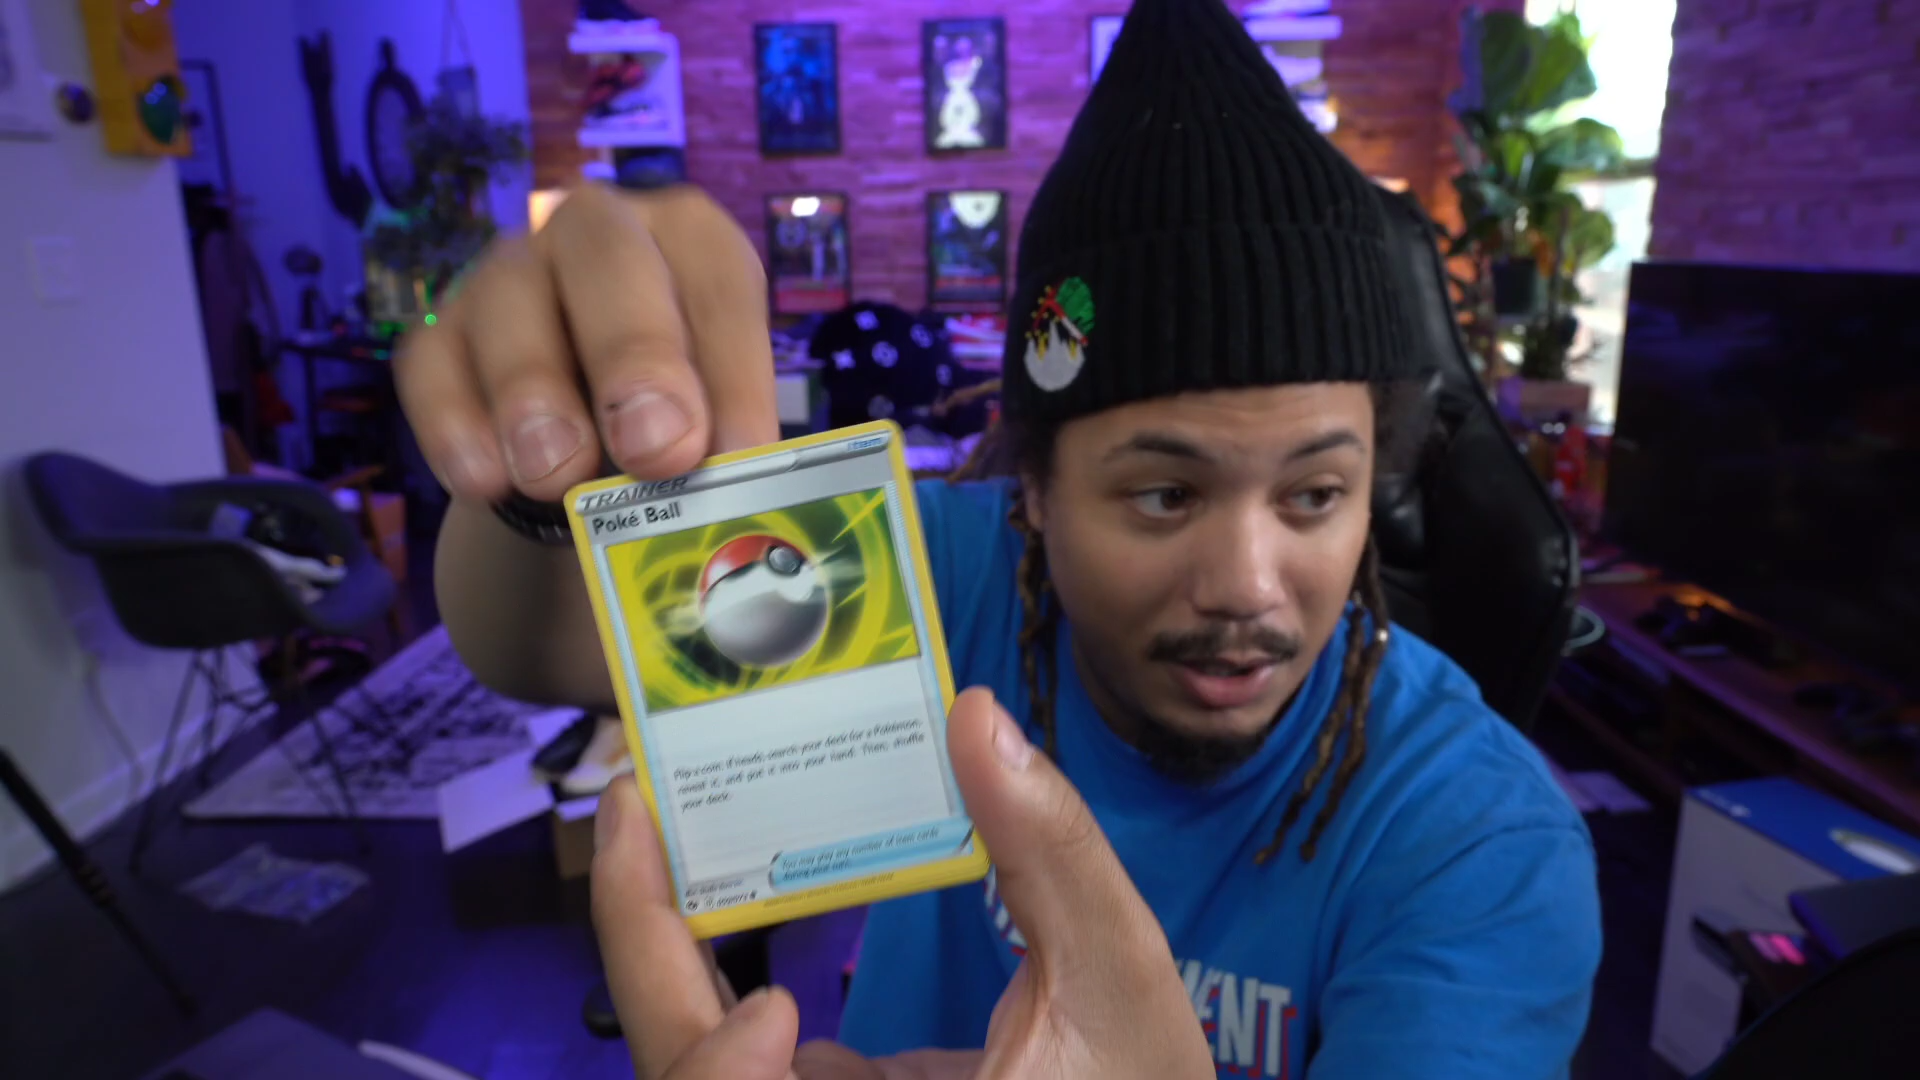 Item
TRAINER
Poké Ball
Flip a coin. If heads, search your deck for a Pokémon,
reveal it, and put it into your hand. Then, shuffle
your deck.
You may play any number of Item cards
during your turn.